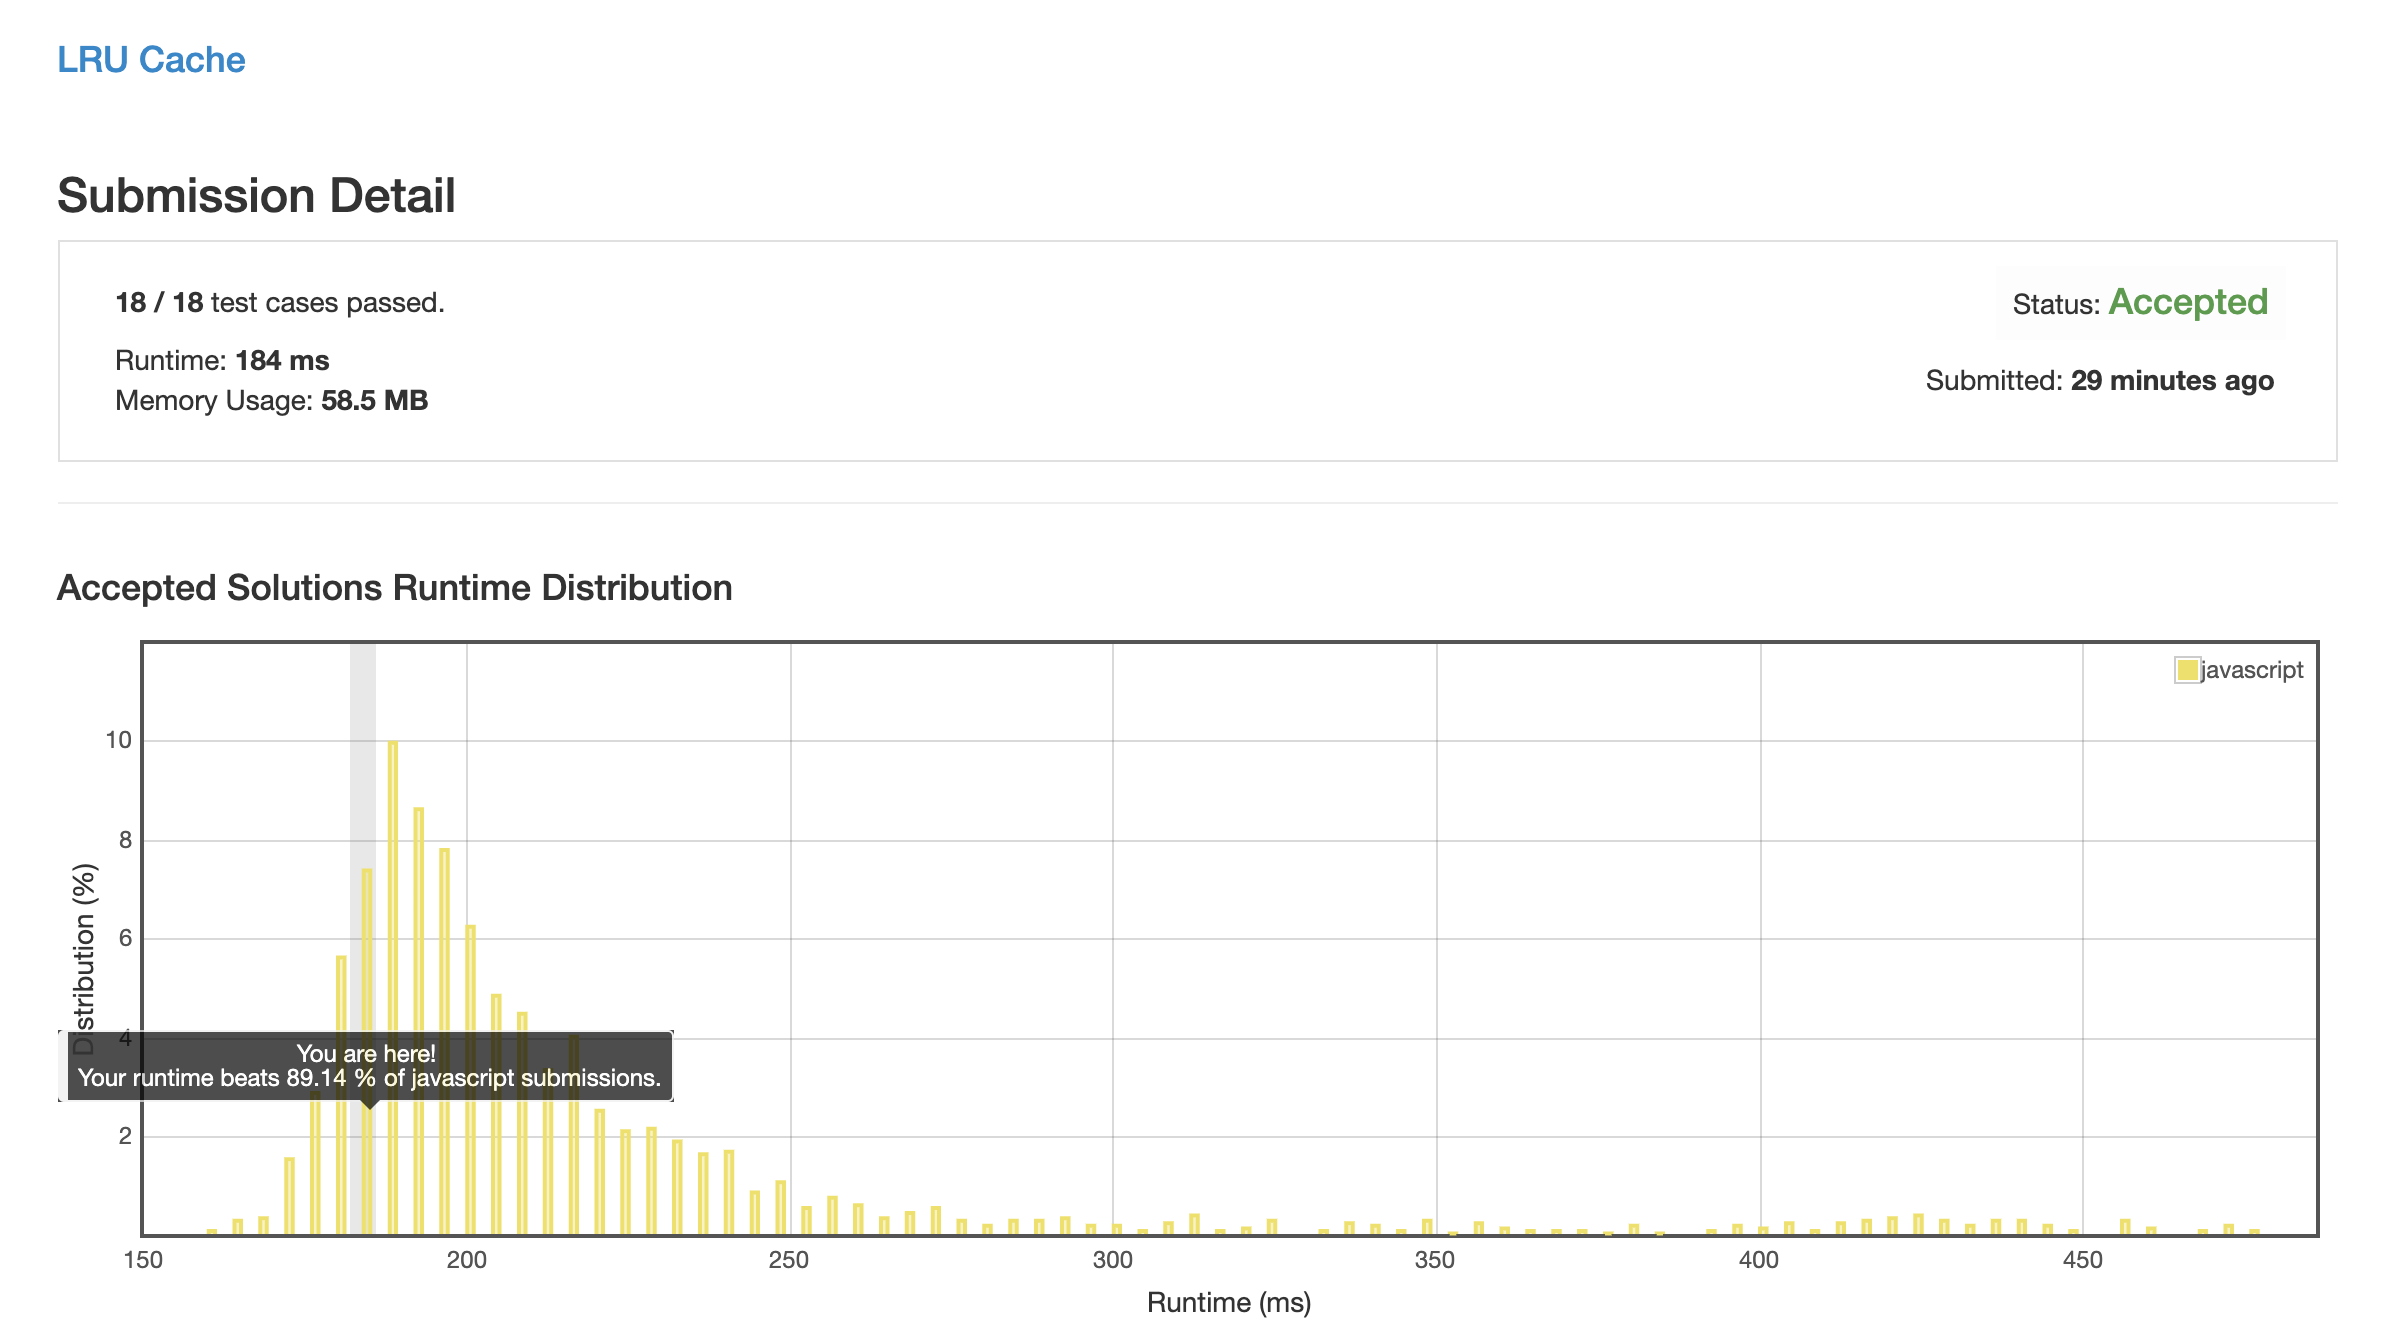 LRU Cache
Submission Detail
18 / 18 test cases passed.
Status: Accepted
Runtime: 184 ms
Memory Usage: 58.5 MB
Submitted: 29 minutes ago
Accepted Solutions Runtime Distribution
javascript
Distribution (%)
10
8
6
4
2
You are here!
Your runtime beats 89.14 % of javascript submissions.
150 200 250 300 350 400 450
Runtime (ms)